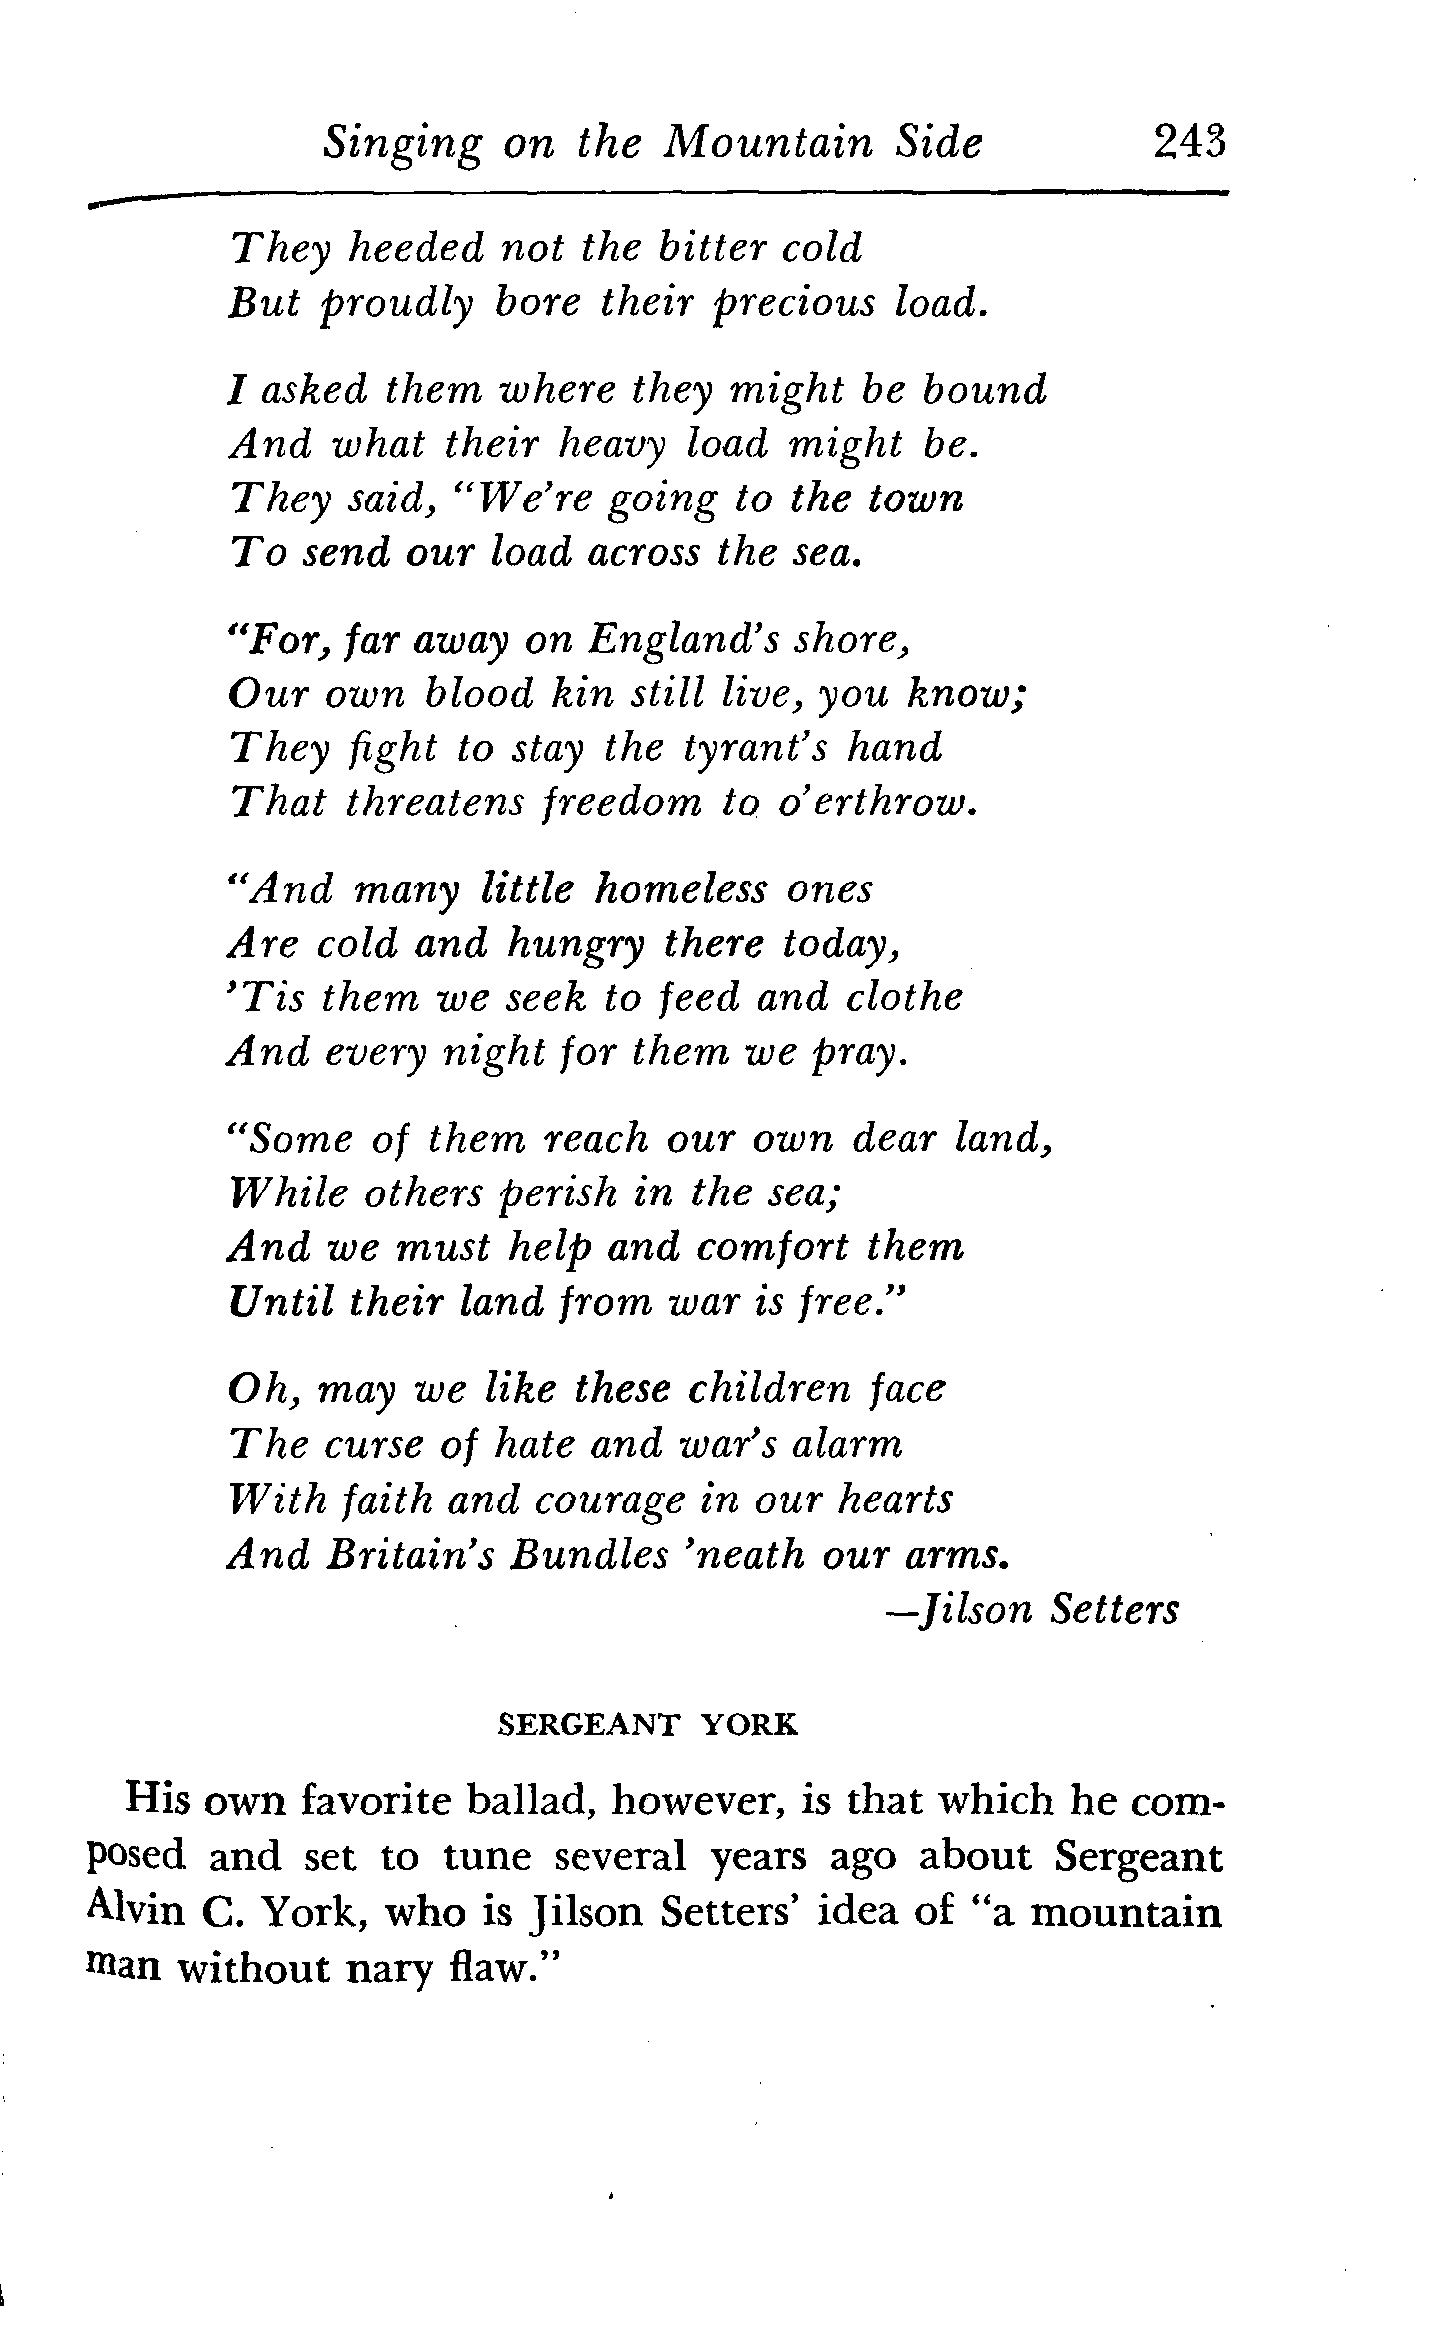 Singing on the Mountain Side 243
They heeded not the bitter cold
But proudly bore their precious load.
I asked them where they might be bound
And what their heavy load might be.
They said, “We’re going to the town
To send our load across the sea.
“For, far away on England’s shore,
Our own blood kin still live, you know;
They fight to stay the tyrant’s hand
That threatens freedom to o’erthrow.
“And many little homeless ones
Are cold and hungry there today,
’Tis them we seek to feed and clothe
And every night for them we pray.
“Some of them reach our own dear land,
While others perish in the sea;
And we must help and comfort them
Until their land from war is free.”
Oh, may we like these children face
The curse of hate and war’s alarm
With faith and courage in our hearts
And Britain’s Bundles ’neath our arms.
—Jilson Setters
SERGEANT YORK
His own favorite ballad, however, is that which he com-
posed and set to tune several years ago about Sergeant
Alvin C. York, who is Jilson Setters’ idea of “a mountain
man without nary flaw.”